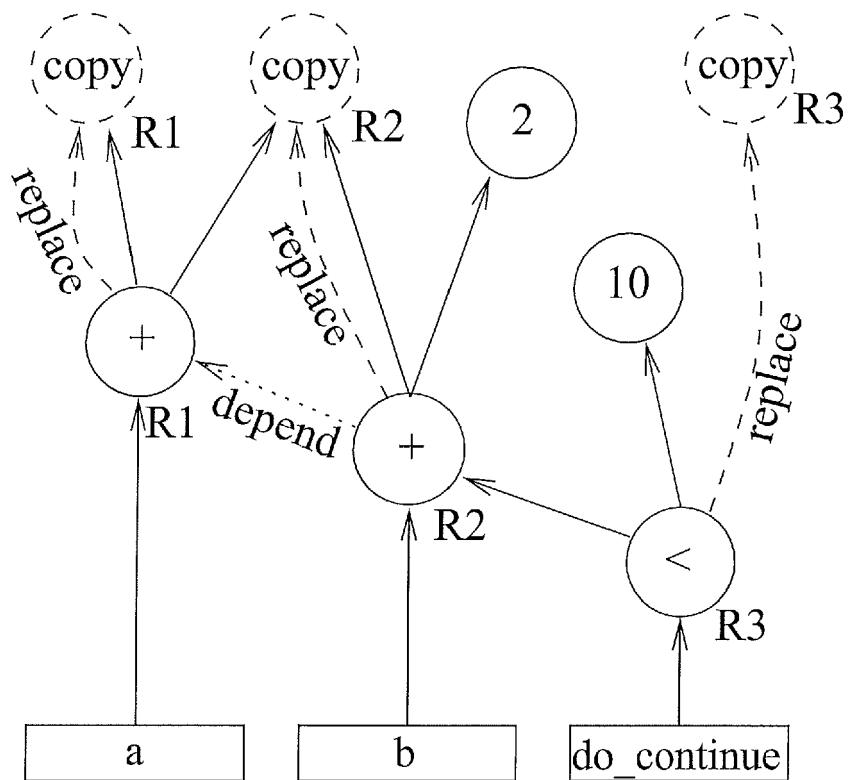 copy
copy
copy
R1
R2
2
R3
replace
replace
10
replace
+
R1
depend
+
R2
<
R3
a
b
do_continue